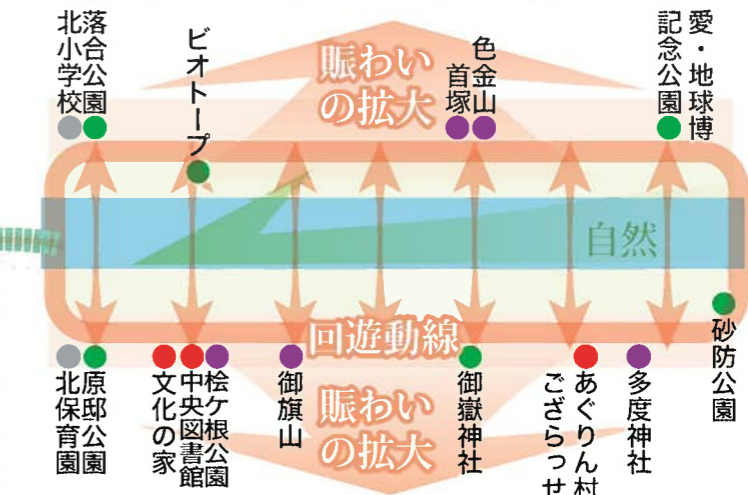 北小学校
落合公園
ビオトープ
賑わい
の拡大
首塚
色金山
愛・地球博
記念公園
自然
回遊動線
賑わい
の拡大
北保育園
原邸公園
文化の家
中央図書館
桧ケ根公園
御旗山
御嶽神社
ござらっせ
あぐりん村
多度神社
砂防公園